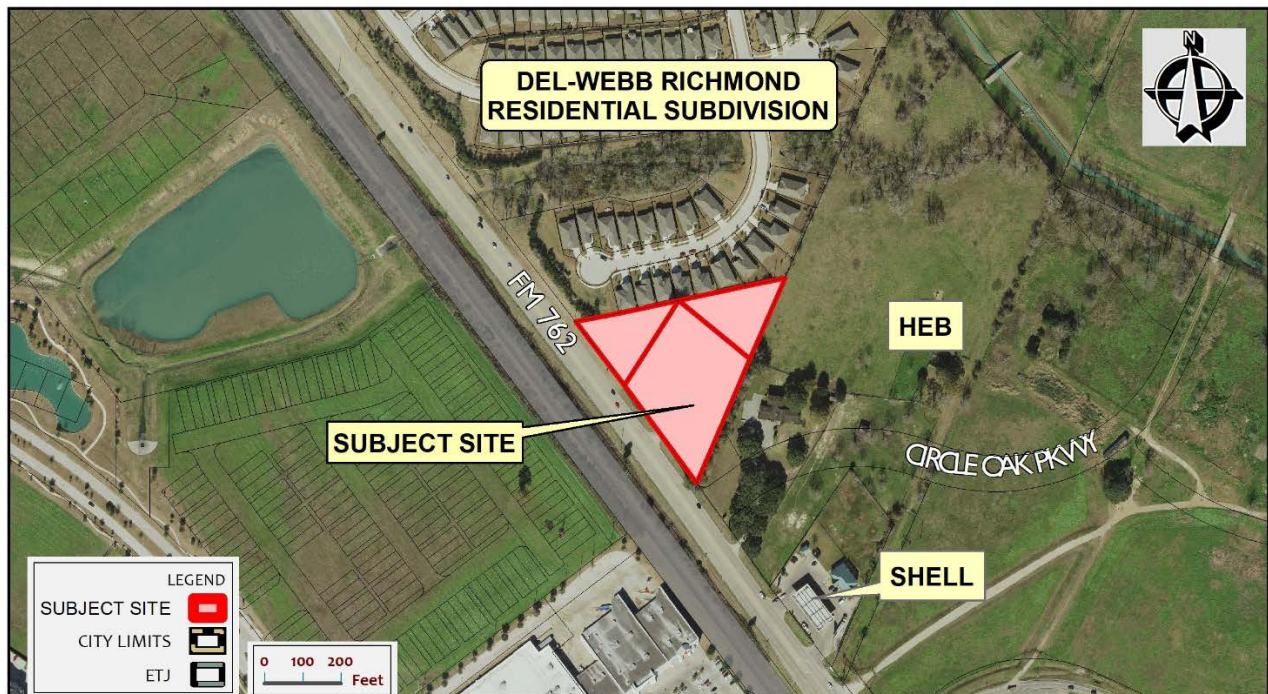 N
DEL-WEBB RICHMOND
RESIDENTIAL SUBDIVISION
FM 762
HEB
SUBJECT SITE
CIRCLE OAK PKWY
SHELL
LEGEND
SUBJECT SITE
CITY LIMITS
ETJ
0 100 200
Feet